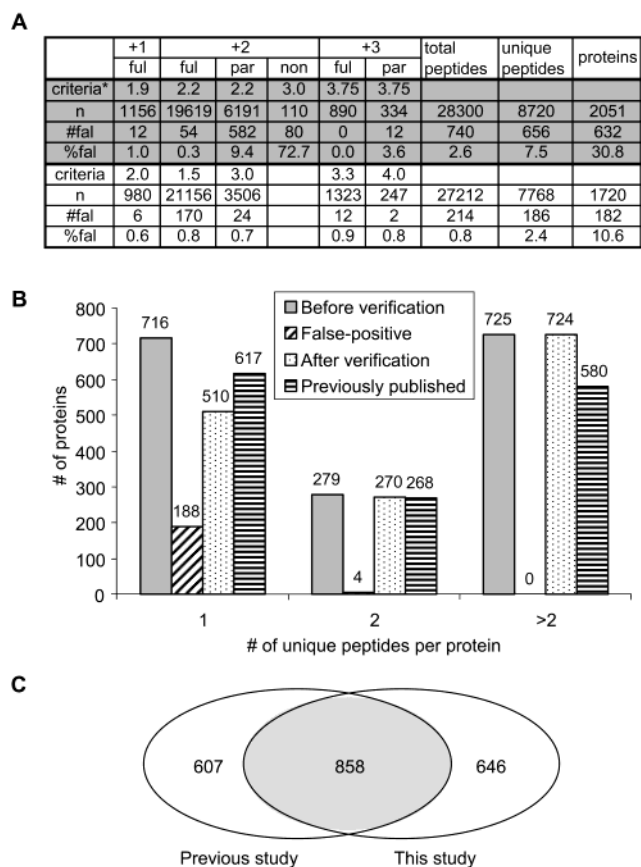 A
+1 +2 +3 total peptides unique peptides proteins
ful ful par non ful par
criteria* 1.9 2.2 2.2 3.0 3.75 3.75
n 1156 19619 6191 110 890 334 28300 8720 2051
#fal 12 54 582 80 0 12 740 656 632
%fal 1.0 0.3 9.4 72.7 0.0 3.6 2.6 7.5 30.8
criteria 2.0 1.5 3.0 3.3 4.0
n 980 21156 3506 1323 247 27212 7768 1720
#fal 6 170 24 12 2 214 186 182
%fal 0.6 0.8 0.7 0.9 0.8 0.8 2.4 10.6
B
# of proteins
800
700
600
500
400
300
200
100
0
Before verification
False-positive
After verification
Previously published
716 188 510 617
279 4 270 268
725 0 724 580
1 2 >2
# of unique peptides per protein
C
607 858 646
Previous study This study